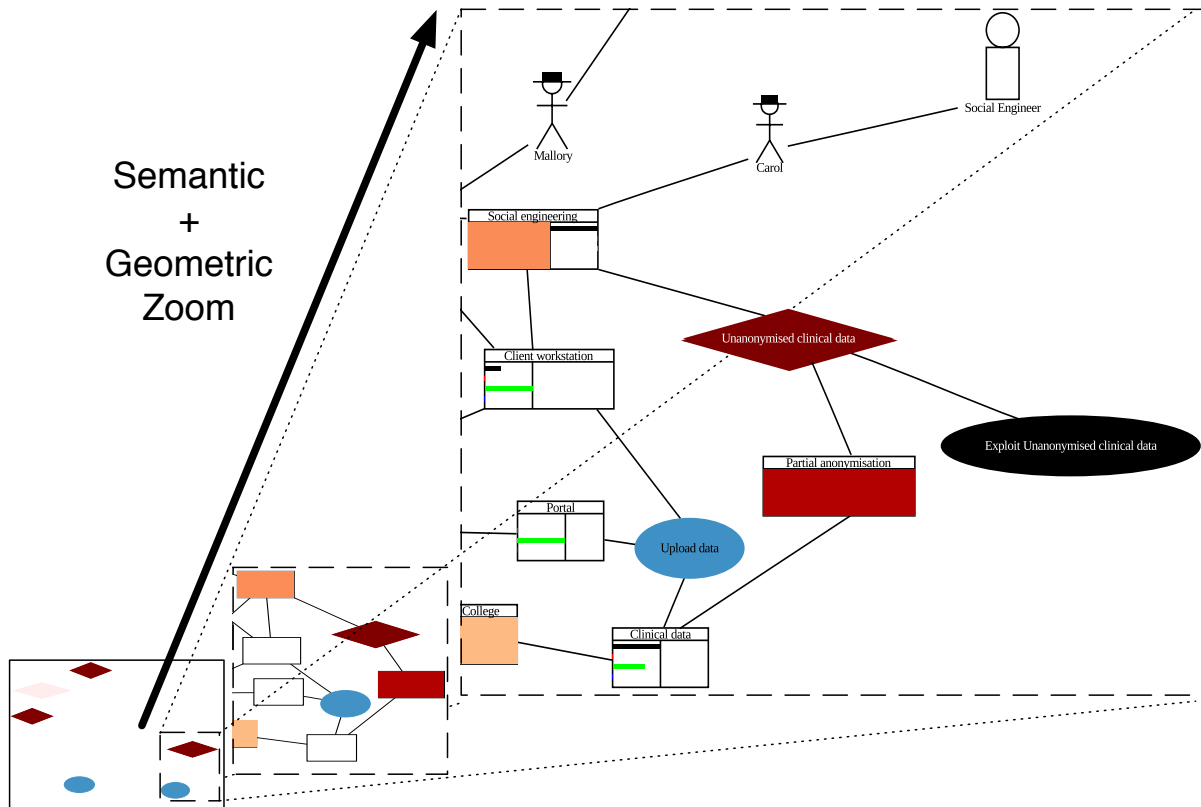 Semantic
+
Geometric
Zoom
Mallory
Carol
Social Engineer
Social engineering
Unanonymised clinical data
Client workstation
Exploit Unanonymised clinical data
Partial anonymisation
Portal
Upload data
College
Clinical data